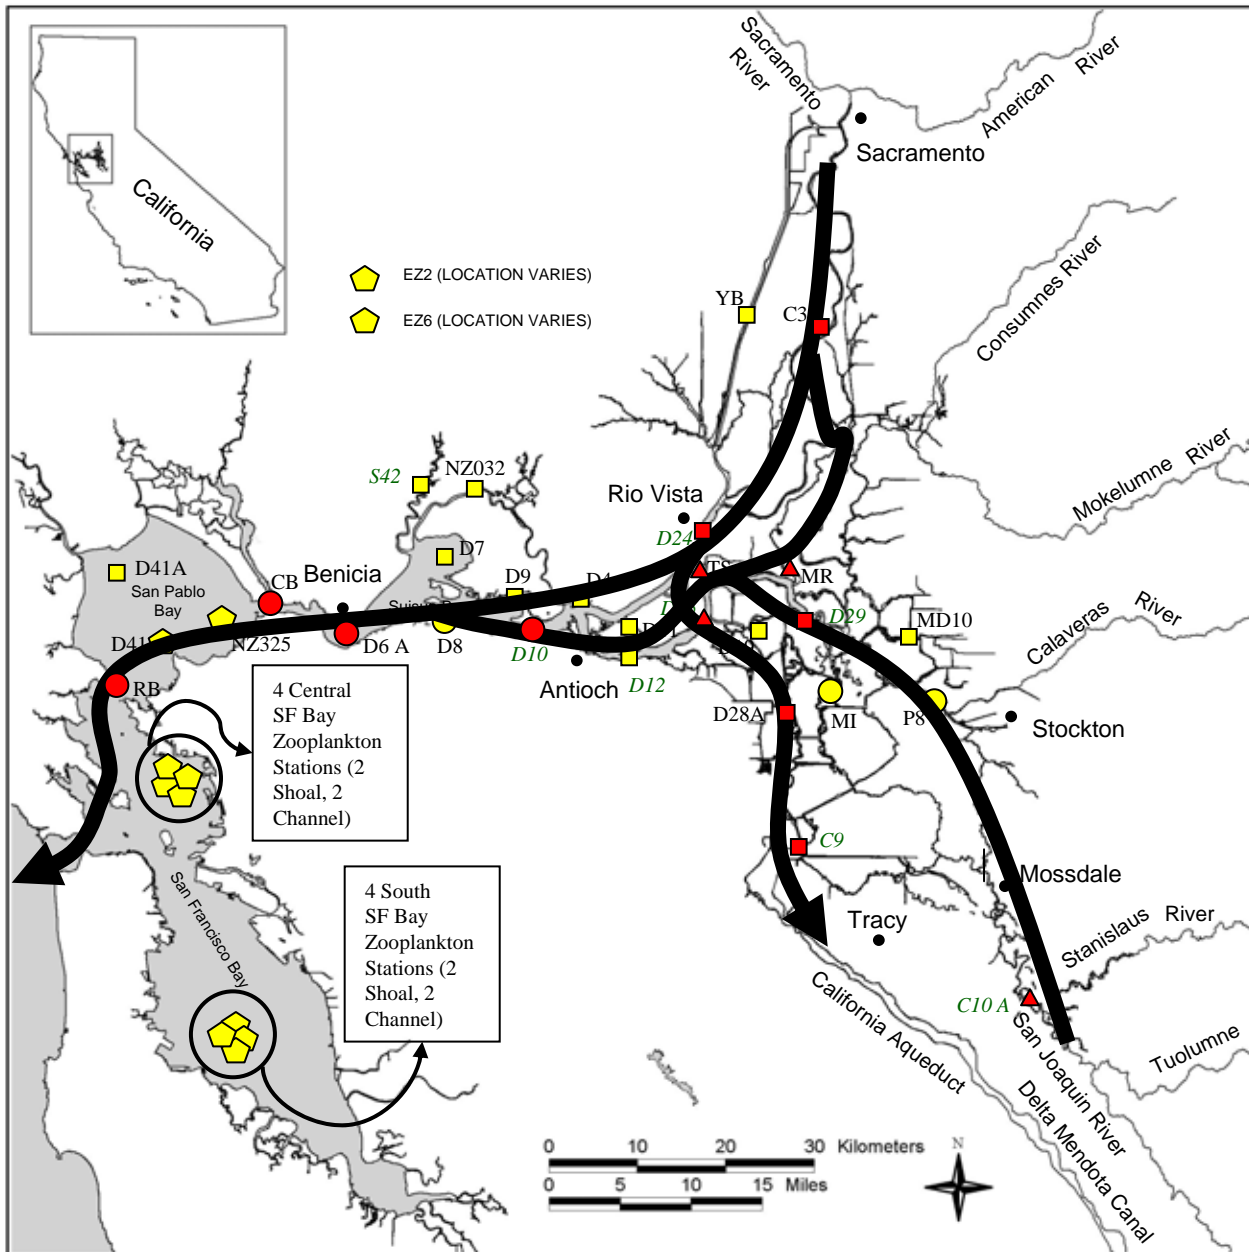 Sacramento
River
American River
Sacramento
California
Consumnes River
EZ2 (LOCATION VARIES)
EZ6 (LOCATION VARIES)
YB
C3
Mokelumne River
S42
NZ032
Rio Vista
D24
D7
TS
MR
D41A
San Pablo
Bay
CB
Benicia
D9
D4
D29
MD10
Calaveras River
D41
NZ325
D6 A
D8
D10
Antioch
D12
RB
D28A
MI
P8
Stockton
4 Central
SF Bay
Zooplankton
Stations (2
Shoal, 2
Channel)
C9
Mossdale
4 South
SF Bay
Zooplankton
Stations (2
Shoal, 2
Channel)
San Francisco Bay
Tracy
Stanislaus River
California Aqueduct
C10 A
San Joaquin River
Tuolumne
Delta Mendota Canal
0 10 20 30 Kilometers
0 5 10 15 Miles
N